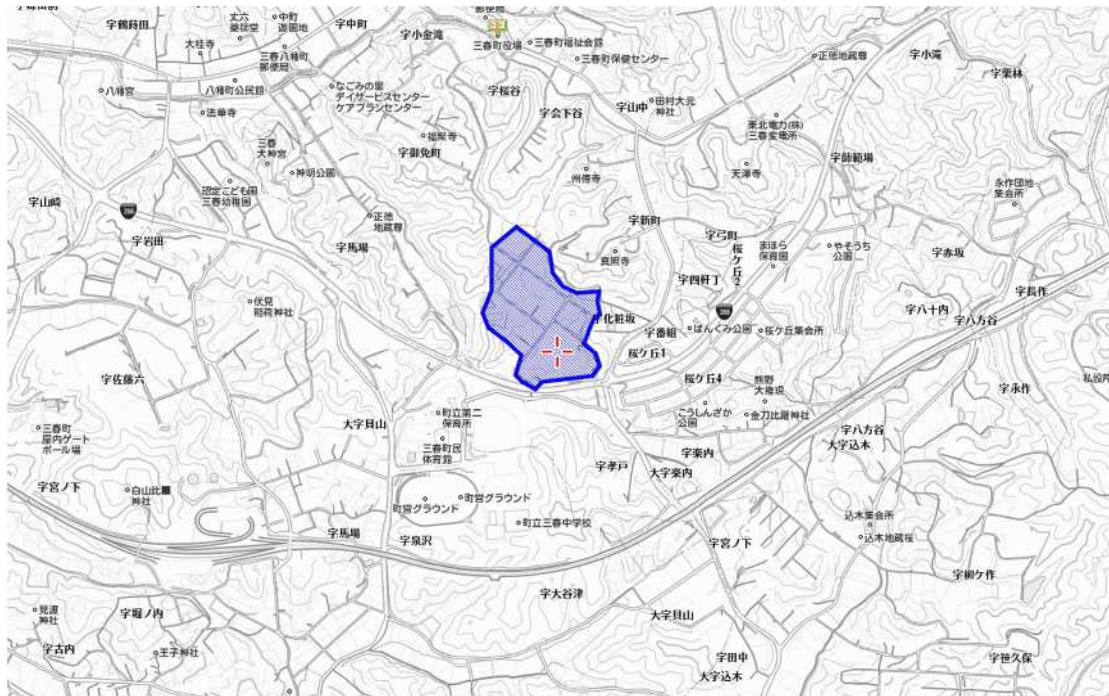 字鶴蒔田
丈六
薬師堂
中町
遊園地
字中町
字小金滝
郵便局
三春町役場
三春町福祉会館
三春町保健センター
正徳地蔵尊
字小滝
字栗林
大桂寺
三春八幡町
郵便局
八幡宮
八幡町公民館
法華寺
なごみの里
デイサービスセンター
ケアプランセンター
字桜谷
字会下谷
字山中
田村大元
神社
東北電力(株)
三春変電所
福聚寺
字御免町
三春
大神宮
神明公園
州傳寺
天澤寺
字師範場
永作団地
集会所
字山崎
288
字岩田
沼定こども園
三春幼稚園
正徳
地蔵尊
字馬場
字新町
真照寺
字弓町
桜ケ丘2
まほら
保育園
やそうち
公園
字赤坂
字四軒丁
字長作
伏見
稲荷神社
字化粧坂
288
字番組
ばんぐみ公園
桜ケ丘集会所
字八十内
字八方谷
桜ケ丘1
字佐藤六
桜ケ丘4
熊野
大権現
字永作
大字貝山
町立第二
保育所
こうしんざか
公園
金刀比羅神社
三春町
屋内ゲート
ボール場
三春町民
体育館
字八方谷
大字込木
字楽内
字孝戸
大字楽内
字宮ノ下
白山比
神社
町営グラウンド
町営グラウンド
字馬場
字泉沢
町立三春中学校
込木集会所
込木地蔵桜
字宮ノ下
字柳ケ作
字大谷津
見渡
神社
字堀ノ内
大字貝山
字古内
王子神社
字田中
大字込木
字笹久保